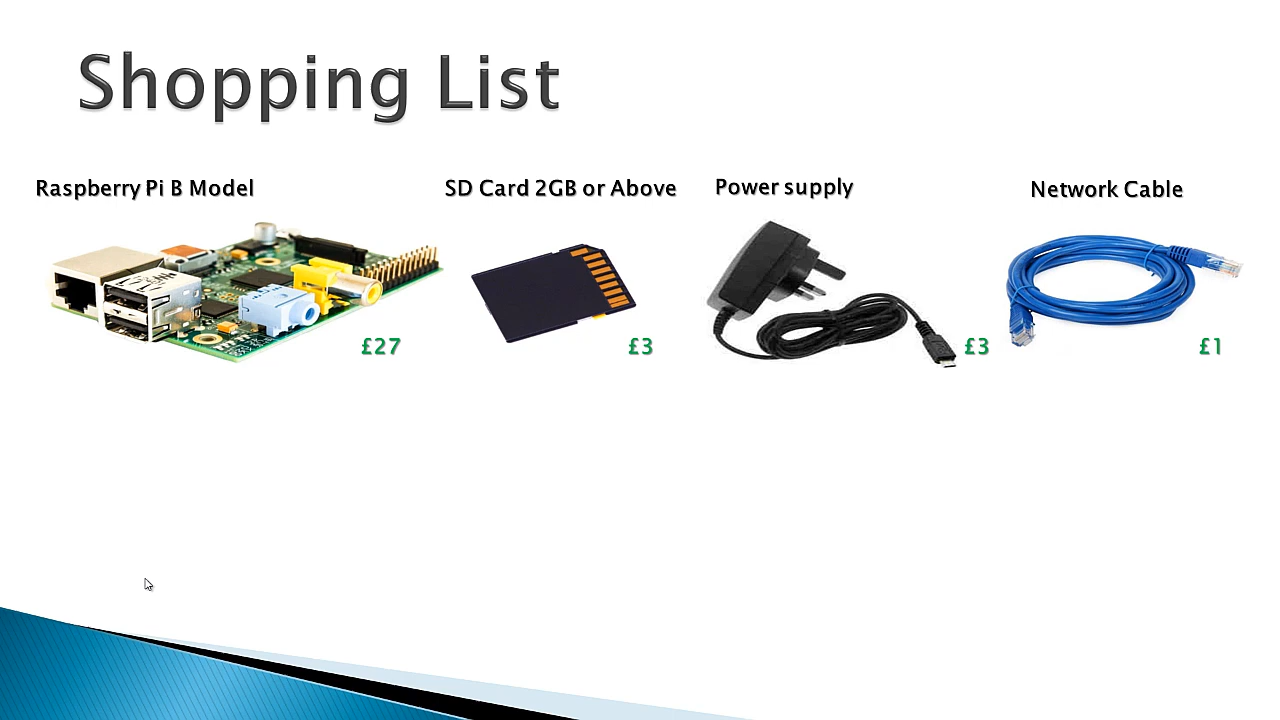 Shopping List
Raspberry Pi B Model
SD Card 2GB or Above
Power supply
Network Cable
£27
£3
£3
£1